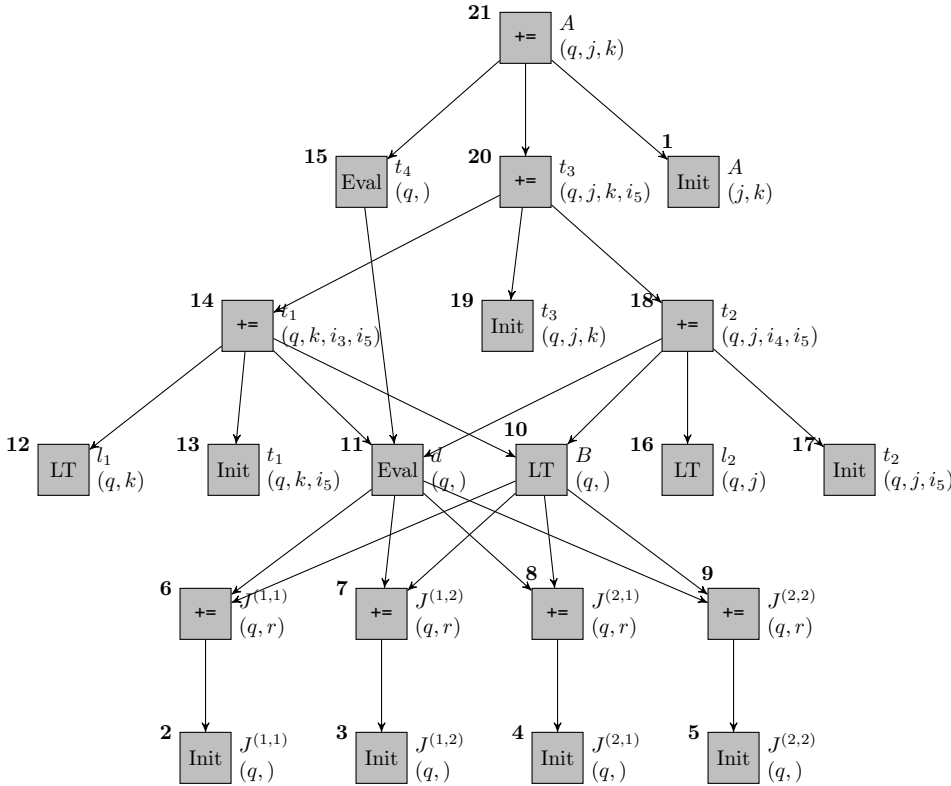 21 += A
(q, j, k)
15 Eval t₄
(q, )
20 += t₃
(q, j, k, i₅)
1 Init A
(j, k)
14 += t₁
(q, k, i₃, i₅)
19 Init t₃
(q, j, k)
18 += t₂
(q, j, i₄, i₅)
12 LT l₁
(q, k)
13 Init t₁
(q, k, i₅)
11 Eval d
(q, )
10 LT B
(q, )
16 LT l₂
(q, j)
17 Init t₂
(q, j, i₅)
6 += J⁽¹,¹⁾
(q, r)
7 += J⁽¹,²⁾
(q, r)
8 += J⁽²,¹⁾
(q, r)
9 += J⁽²,²⁾
(q, r)
2 Init J⁽¹,¹⁾
(q, )
3 Init J⁽¹,²⁾
(q, )
4 Init J⁽²,¹⁾
(q, )
5 Init J⁽²,²⁾
(q, )